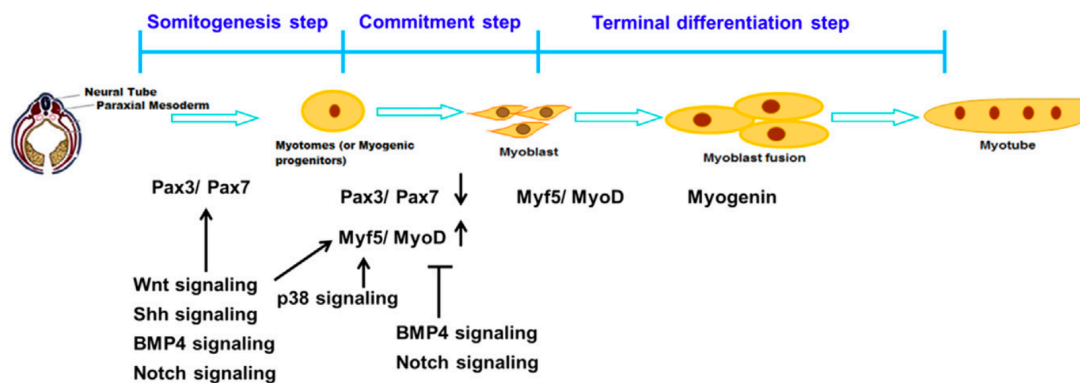 Somitogenesis step
Commitment step
Terminal differentiation step
Neural Tube
Paraxial Mesoderm
Myotomes (or Myogenic
progenitors)
Myoblast
Myoblast fusion
Myotube
Pax3/ Pax7
Pax3/ Pax7
Myf5/ MyoD
Myogenin
Myf5/ MyoD
Wnt signaling
Shh signaling
BMP4 signaling
Notch signaling
p38 signaling
BMP4 signaling
Notch signaling